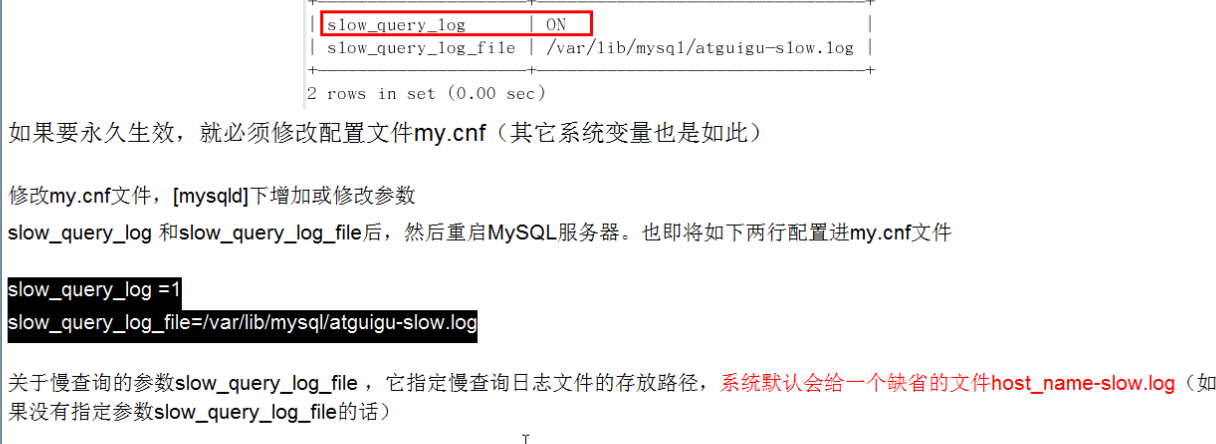 | slow_query_log | ON |
| slow_query_log_file | /var/lib/mysql/atguigu-slow.log |
2 rows in set (0.00 sec)
如果要永久生效，就必须修改配置文件my.cnf（其它系统变量也是如此）
修改my.cnf文件，[mysqld]下增加或修改参数
slow_query_log 和slow_query_log_file后，然后重启MySQL服务器。也即将如下两行配置进my.cnf文件
slow_query_log =1
slow_query_log_file=/var/lib/mysql/atguigu-slow.log
关于慢查询的参数slow_query_log_file ，它指定慢查询日志文件的存放路径，系统默认会给一个缺省的文件host_name-slow.log（如
果没有指定参数slow_query_log_file的话）